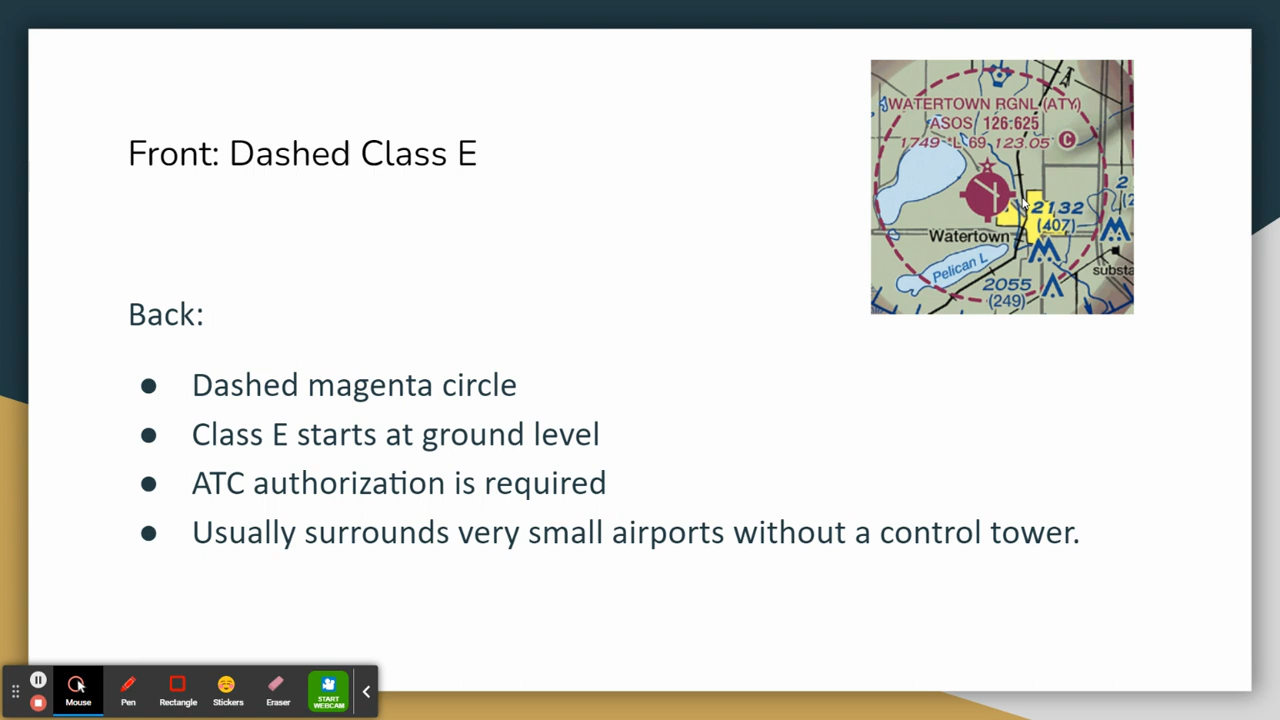 Front: Dashed Class E
WATERTOWN RGNL (ATY)
ASOS 126.625
1749 *L 69 123.05 C
2132
(407)
Watertown
Pelican L
substa
2055
(249)
2
(2
Back:
● Dashed magenta circle
● Class E starts at ground level
● ATC authorization is required
● Usually surrounds very small airports without a control tower.
Mouse
Pen
Rectangle
Stickers
Eraser
START
WEBCAM